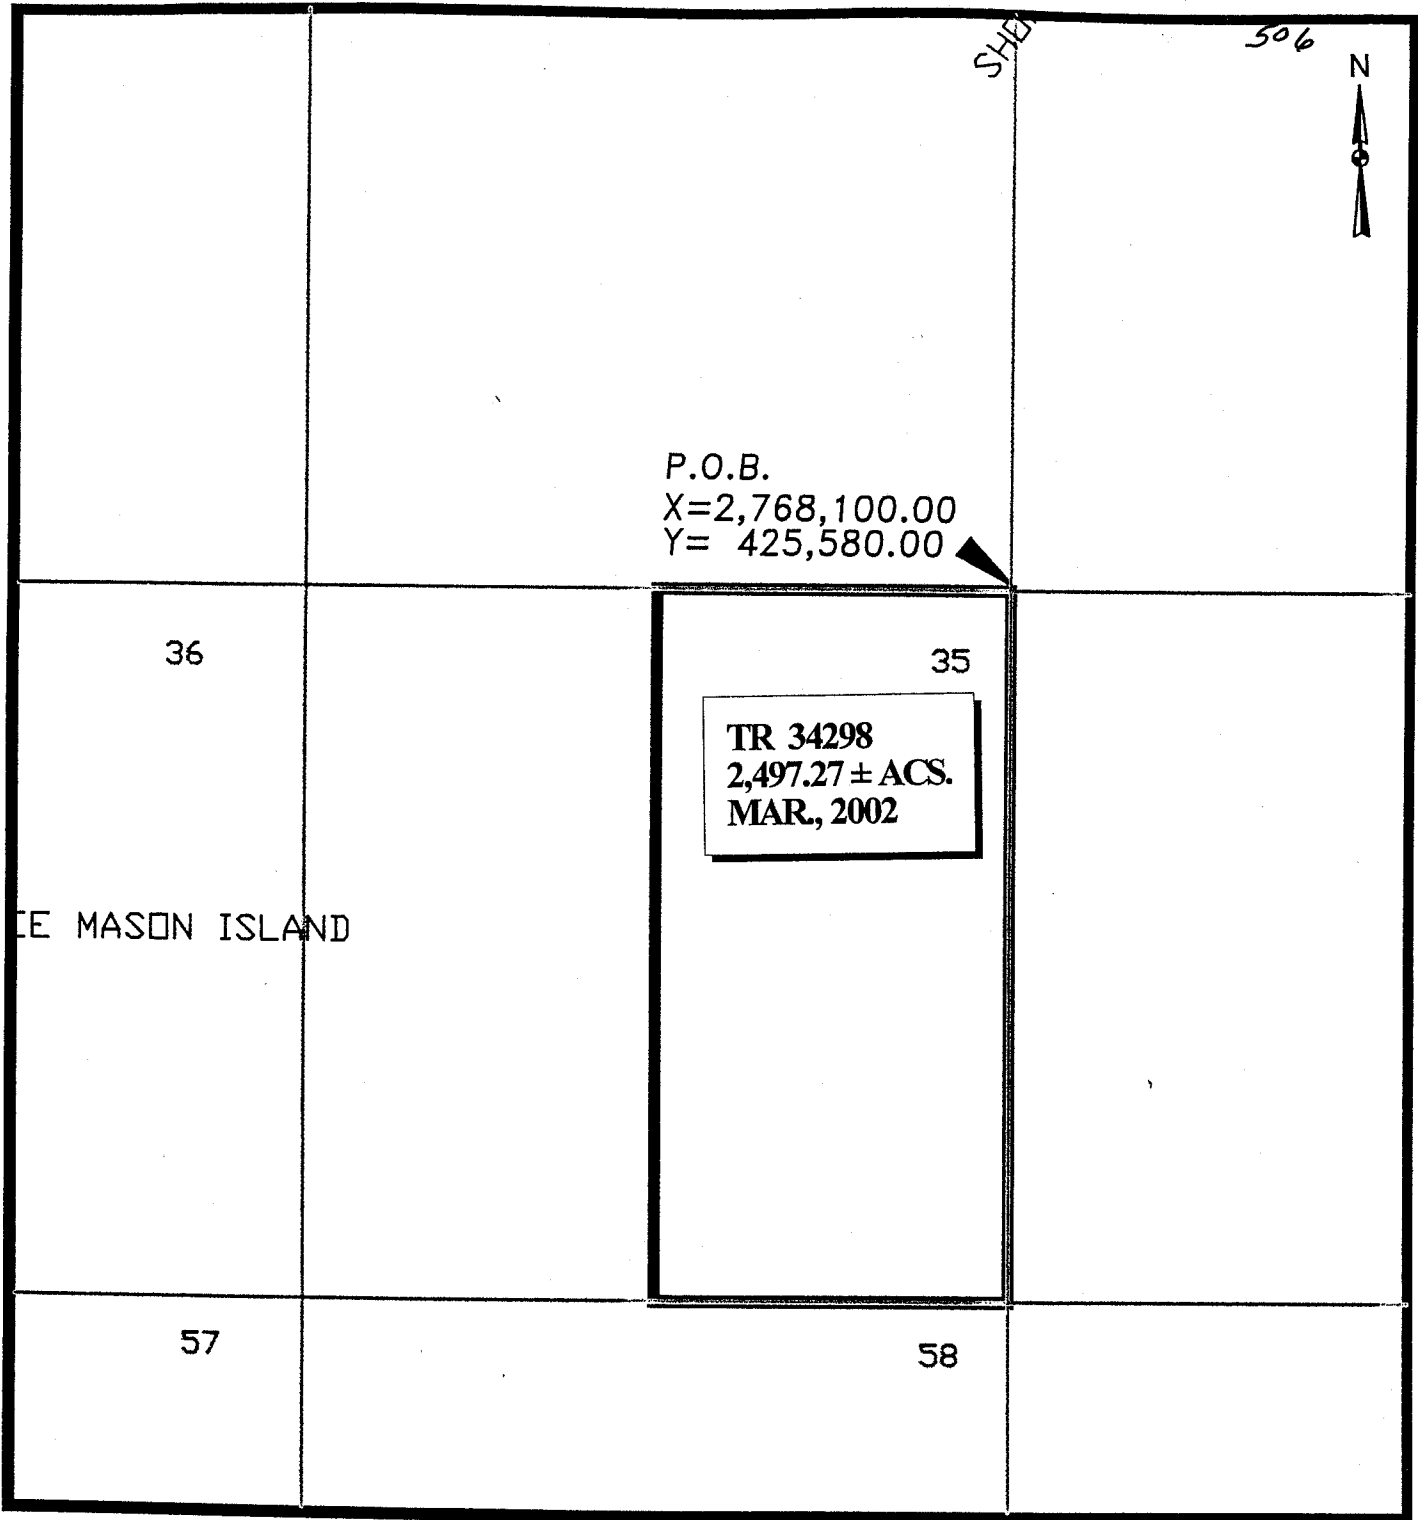 506
N
P.O.B.
X=2,768,100.00
Y= 425,580.00
36
35
TR 34298
2,497.27 ± ACS.
MAR., 2002
MASON ISLAND
57
58